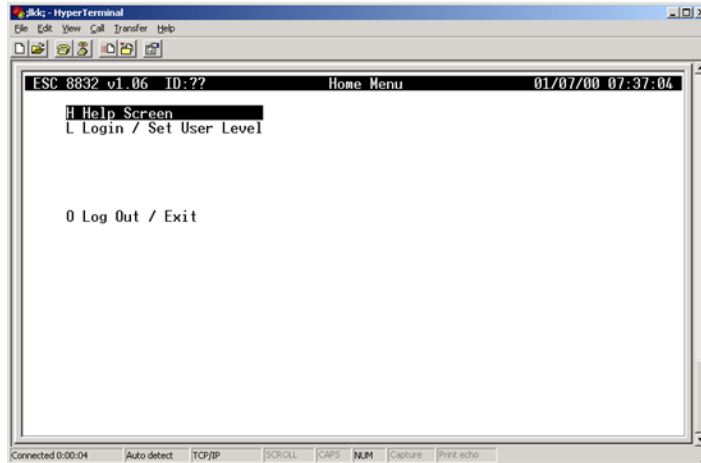 ;lkk; - HyperTerminal
File Edit View Call Transfer Help
ESC 8832 v1.06 ID:?? Home Menu 01/07/00 07:37:04
H Help Screen
L Login / Set User Level
O Log Out / Exit
Connected 0:00:04 Auto detect TCP/IP SCROLL CAPS NUM Capture Print echo